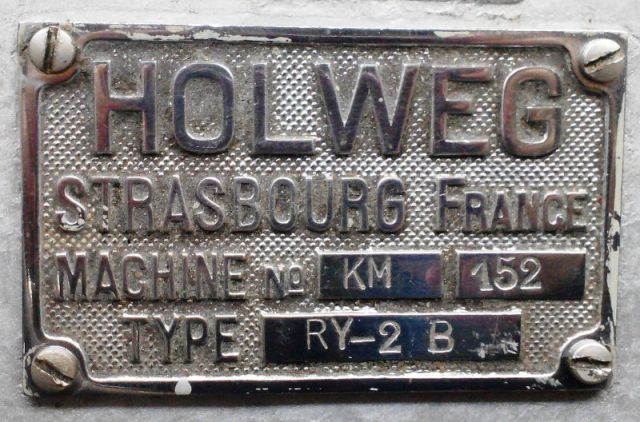 HOLWEG
STRASBOURG FRANCE
MACHINE No KM 152
TYPE RY-2 B